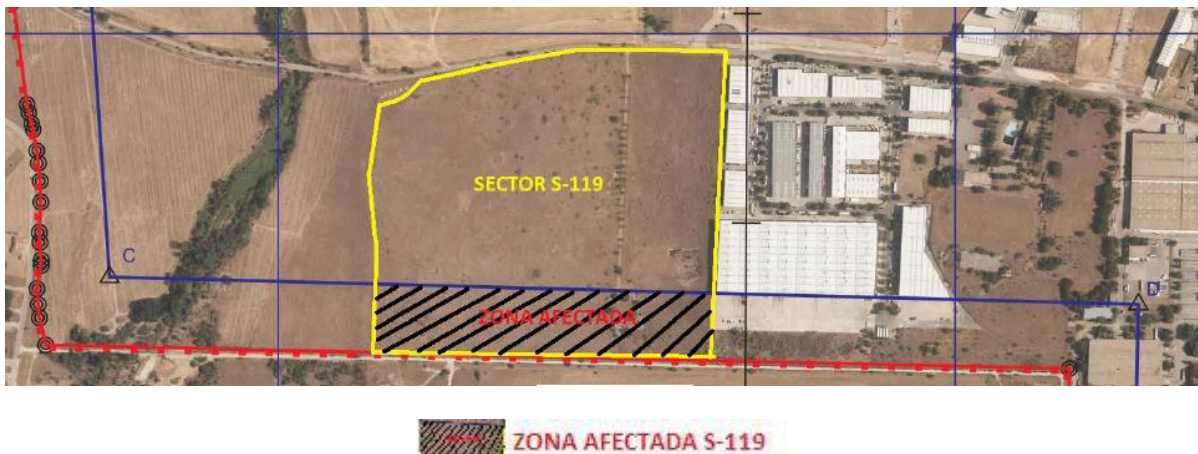 SECTOR S-119
C
D
ZONA AFECTADA
ZONA AFECTADA S-119